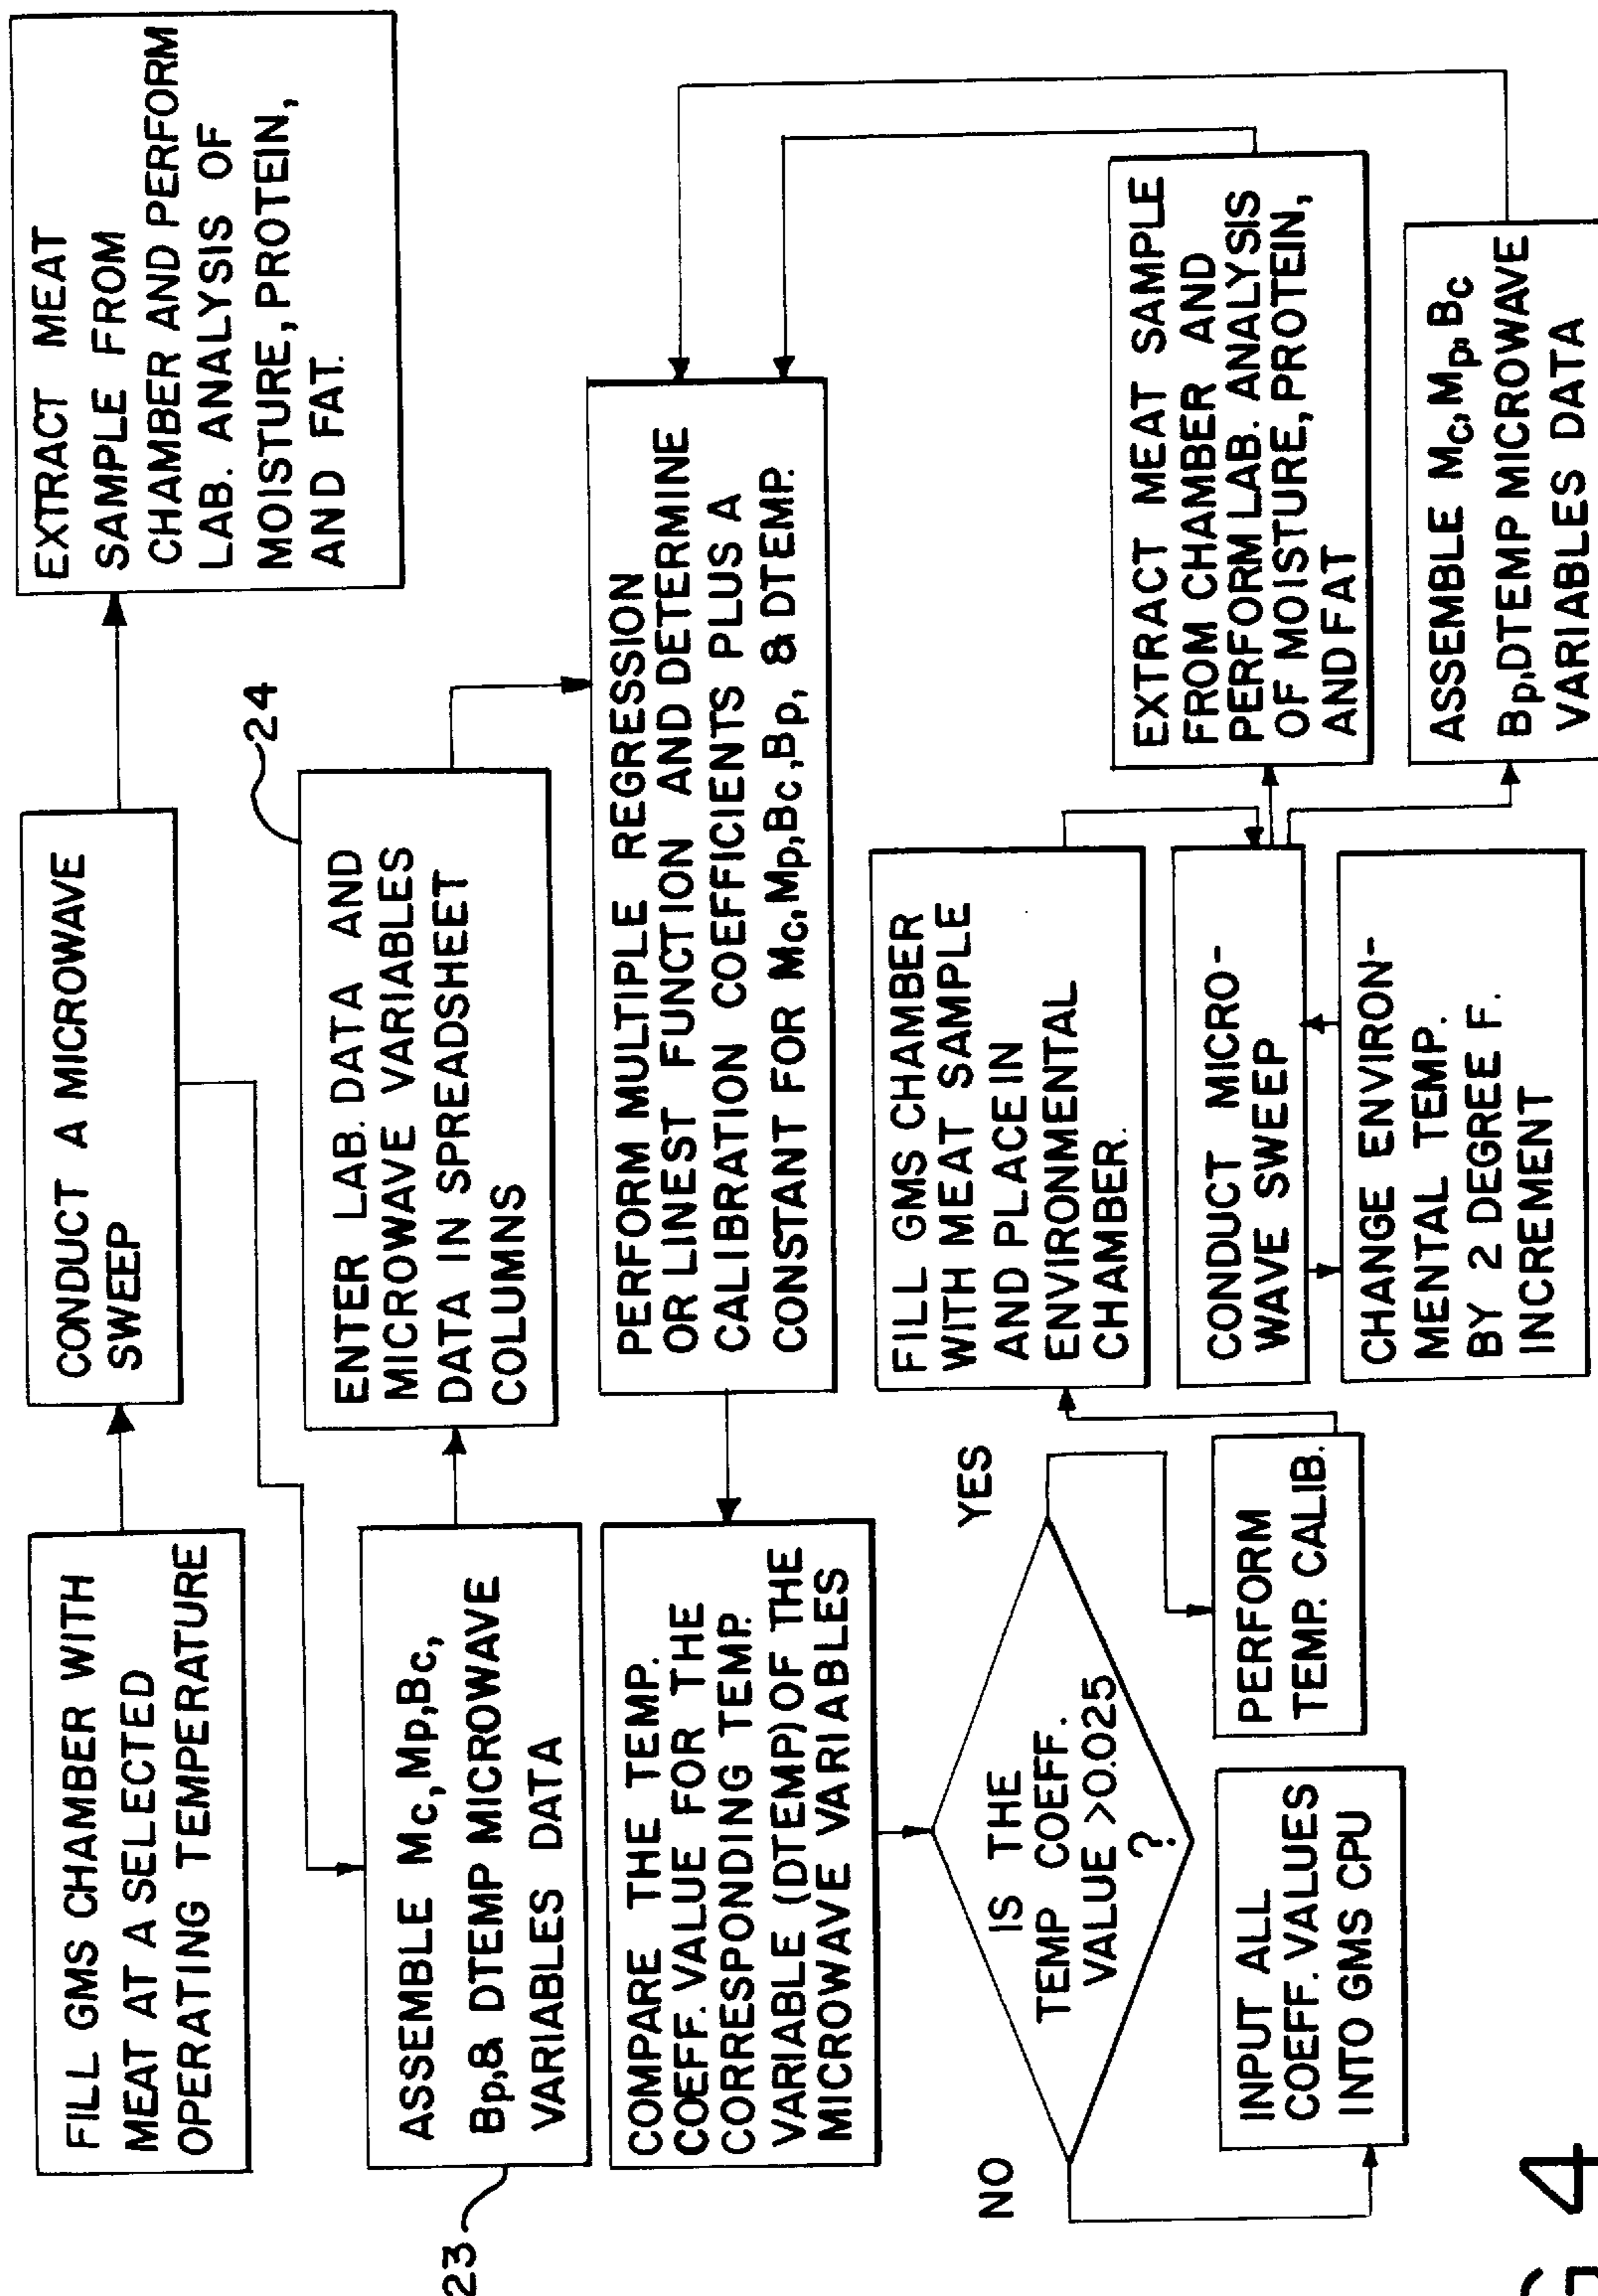 FILL GMS CHAMBER WITH
MEAT AT A SELECTED
OPERATING TEMPERATURE
CONDUCT A MICROWAVE
SWEEP
EXTRACT MEAT
SAMPLE FROM
CHAMBER AND PERFORM
LAB. ANALYSIS OF
MOISTURE, PROTEIN,
AND FAT.
23
ASSEMBLE Mc, Mp, Bc,
Bp, & DTEMP MICROWAVE
VARIABLES DATA
24
ENTER LAB. DATA AND
MICROWAVE VARIABLES
DATA IN SPREADSHEET
COLUMNS
PERFORM MULTIPLE REGRESSION
OR LINEST FUNCTION AND DETERMINE
CALIBRATION COEFFICIENTS PLUS A
CONSTANT FOR Mc, Mp, Bc, Bp, & DTEMP.
COMPARE THE TEMP.
COEFF. VALUE FOR THE
CORRESPONDING TEMP.
VARIABLE (DTEMP) OF THE
MICROWAVE VARIABLES
NO
IS THE
TEMP COEFF.
VALUE >0.025
?
YES
INPUT ALL
COEFF. VALUES
INTO GMS CPU
PERFORM
TEMP. CALIB.
FILL GMS CHAMBER
WITH MEAT SAMPLE
AND PLACE IN
ENVIRONMENTAL
CHAMBER.
CONDUCT MICRO-
WAVE SWEEP
CHANGE ENVIRON-
MENTAL TEMP.
BY 2 DEGREE F.
INCREMENT
EXTRACT MEAT SAMPLE
FROM CHAMBER AND
PERFORM LAB. ANALYSIS
OF MOISTURE, PROTEIN,
AND FAT
ASSEMBLE Mc, Mp, Bc
Bp, DTEMP MICROWAVE
VARIABLES DATA
G 4